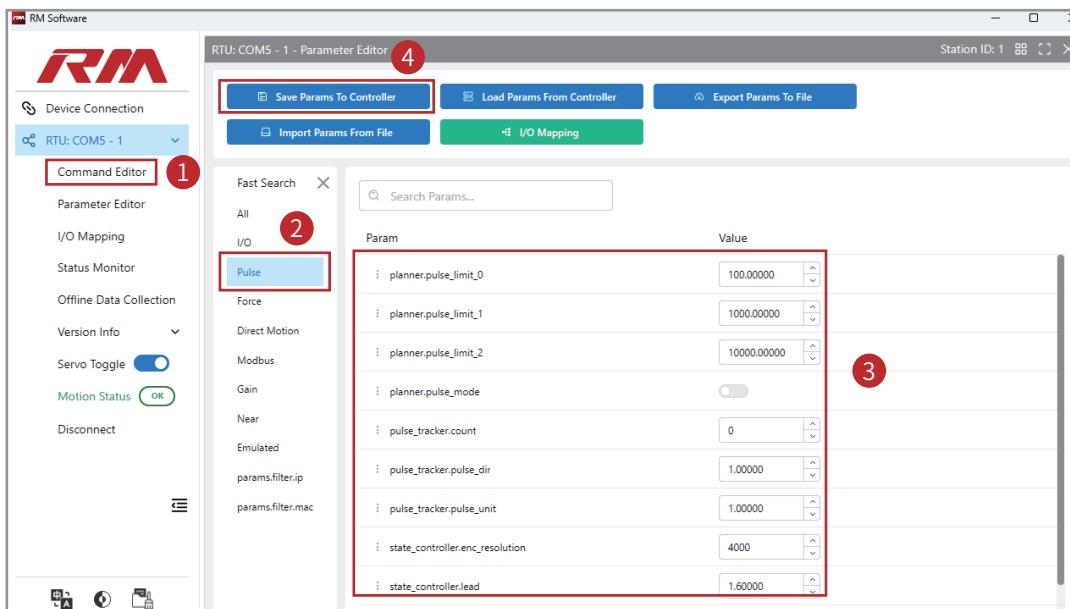 RM Software
RM
Device Connection
RTU: COM5 - 1
Command Editor
1
Parameter Editor
I/O Mapping
Status Monitor
Offline Data Collection
Version Info
Servo Toggle
Motion Status OK
Disconnect
RTU: COM5 - 1 - Parameter Editor
4
Station ID: 1
Save Params To Controller
Load Params From Controller
Export Params To File
Import Params From File
I/O Mapping
Fast Search
All
I/O
2
Pulse
Force
Direct Motion
Modbus
Gain
Near
Emulated
params.filter.ip
params.filter.mac
Search Params...
Param Value
planner.pulse_limit_0 100.00000
planner.pulse_limit_1 1000.00000
planner.pulse_limit_2 10000.00000
3
planner.pulse_mode
pulse_tracker.count 0
pulse_tracker.pulse_dir 1.00000
pulse_tracker.pulse_unit 1.00000
state_controller.enc_resolution 4000
state_controller.lead 1.60000